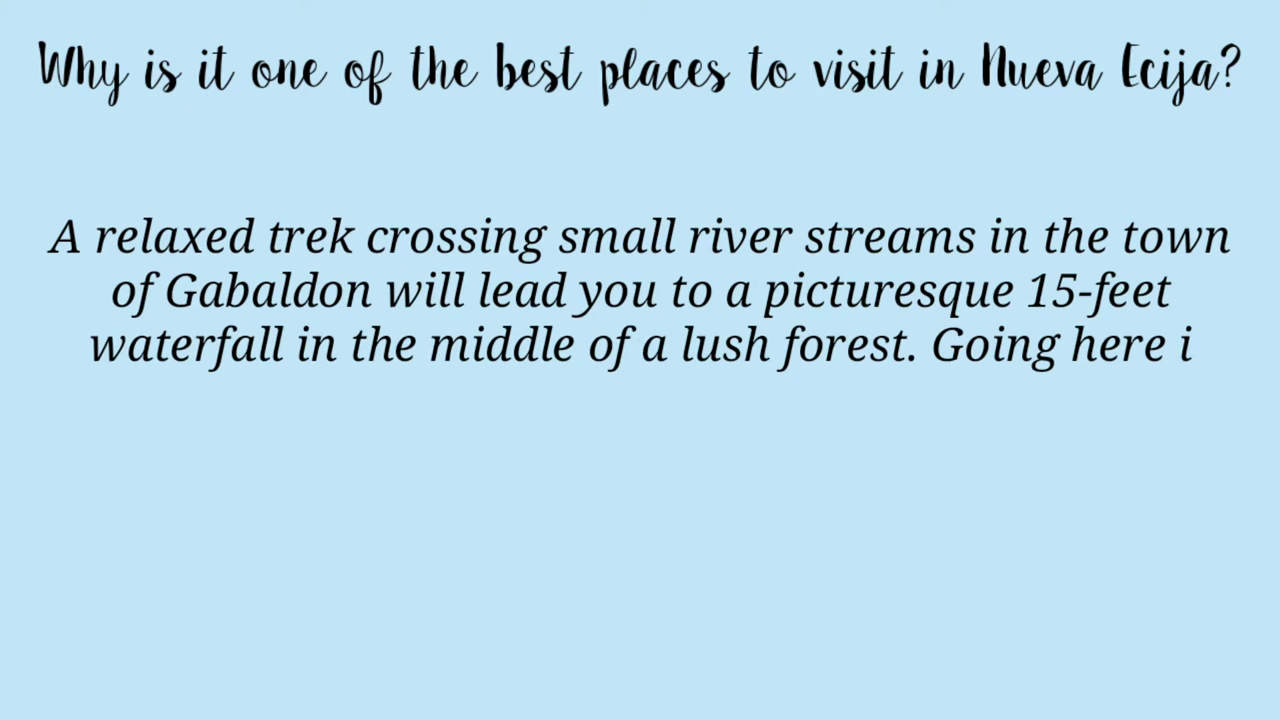 Why is it one of the best places to visit in Nueva Ecija?
A relaxed trek crossing small river streams in the town
of Gabaldon will lead you to a picturesque 15-feet
waterfall in the middle of a lush forest. Going here i